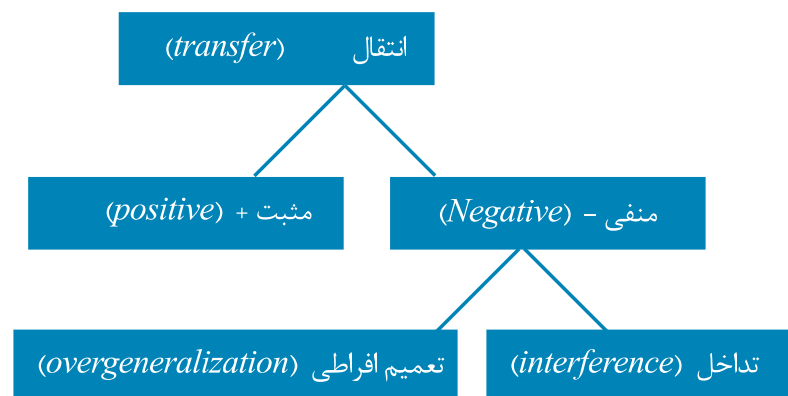 انتقال (transfer)
منفی – (Negative)
مثبت + (positive)
تداخل (interference)
تعمیم افراطی (overgeneralization)